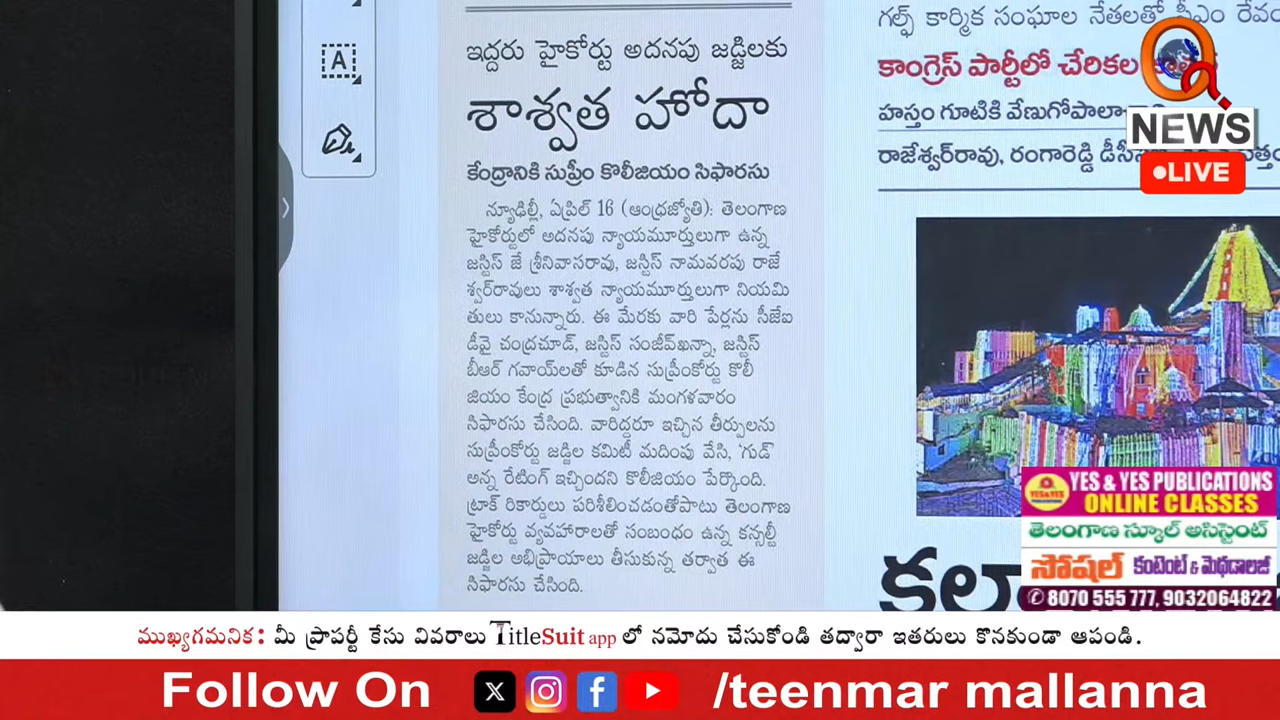 ఇద్దరు హైకోర్టు అదనపు జడ్జిలకు
శాశ్వత హోదా
కేంద్రానికి సుప్రీం కొలీజియం సిఫారసు
న్యూఢిల్లీ, ఏప్రిల్ 16 (ఆంధ్రజ్యోతి): తెలంగాణ
హైకోర్టులో అదనపు న్యాయమూర్తులుగా ఉన్న
జస్టిస్ జే శ్రీనివాసరావు, జస్టిస్ నామవరపు రాజే
శ్వర్‌రావులు శాశ్వత న్యాయమూర్తులుగా నియమి
తులు కానున్నారు. ఈ మేరకు వారి పేర్లను సీజేఐ
డీవై చంద్రచూడ్, జస్టిస్ సంజీవ్‌ఖన్నా, జస్టిస్
బీఆర్ గవాయ్‌లతో కూడిన సుప్రీంకోర్టు కొలీ
జియం కేంద్ర ప్రభుత్వానికి మంగళవారం
సిఫారసు చేసింది. వారిద్దరూ ఇచ్చిన తీర్పులను
సుప్రీంకోర్టు జడ్జిల కమిటీ మదింపు వేసి, 'గుడ్'
అన్న రేటింగ్ ఇచ్చిందని కొలీజియం పేర్కొంది.
ట్రాక్ రికార్డులు పరిశీలించడంతోపాటు తెలంగాణ
హైకోర్టు వ్యవహారాలతో సంబంధం ఉన్న కన్సల్టీ
జడ్జిల అభిప్రాయాలు తీసుకున్న తర్వాత ఈ
సిఫారసు చేసింది.
గల్ఫ్ కార్మిక సంఘాల నేతలతో సీఎం
కాంగ్రెస్ పార్టీలో చేరికల
హస్తం గూటికి
రాజేశ్వర్‌రావు, రంగారెడ్డి
A
Q
NEWS
LIVE
YES & YES PUBLICATIONS
ONLINE CLASSES
తెలంగాణ స్కూల్ అసిస్టెంట్
సోషల్ కంటెంట్ & మెథడాలజీ
8070 555 777, 9032064822
ముఖ్యగమనిక: మీ ప్రాపర్టీ కేసు వివరాలు TitleSuit app లో నమోదు చేసుకోండి తద్వారా ఇతరులు కొనకుండా ఆపండి.
Follow On X f /teenmar mallanna